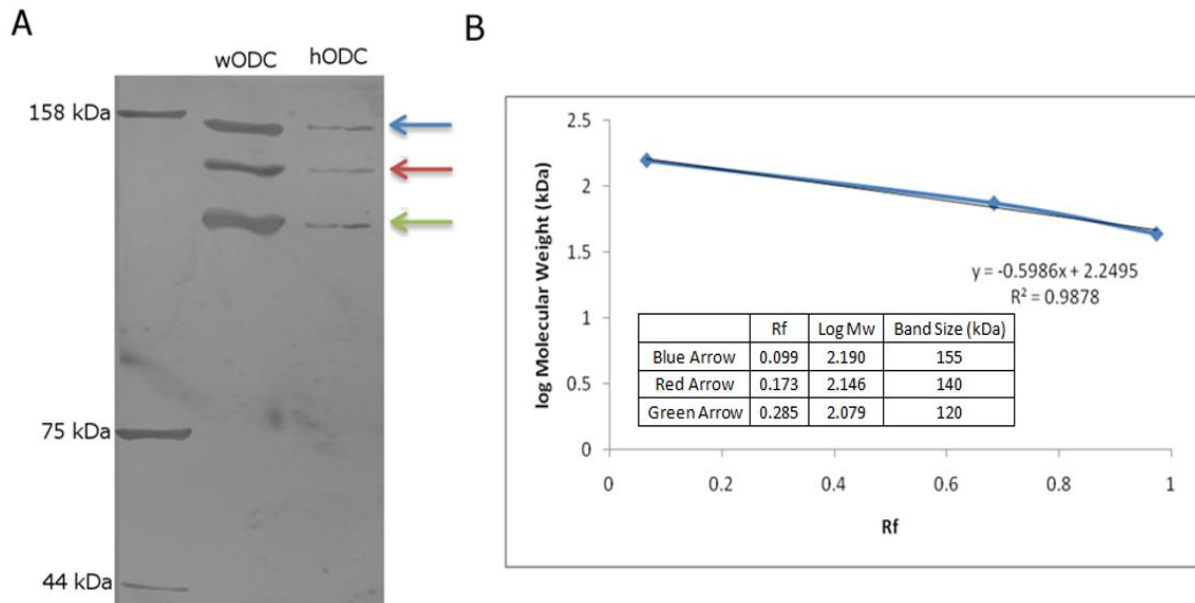 A
wODC hODC
158 kDa
75 kDa
44 kDa
B
2.5
2
1.5
1
0.5
0
log Molecular Weight (kDa)
y = -0.5986x + 2.2495
R² = 0.9878
Rf Log Mw Band Size (kDa)
Blue Arrow 0.099 2.190 155
Red Arrow 0.173 2.146 140
Green Arrow 0.285 2.079 120
0 0.2 0.4 0.6 0.8 1
Rf